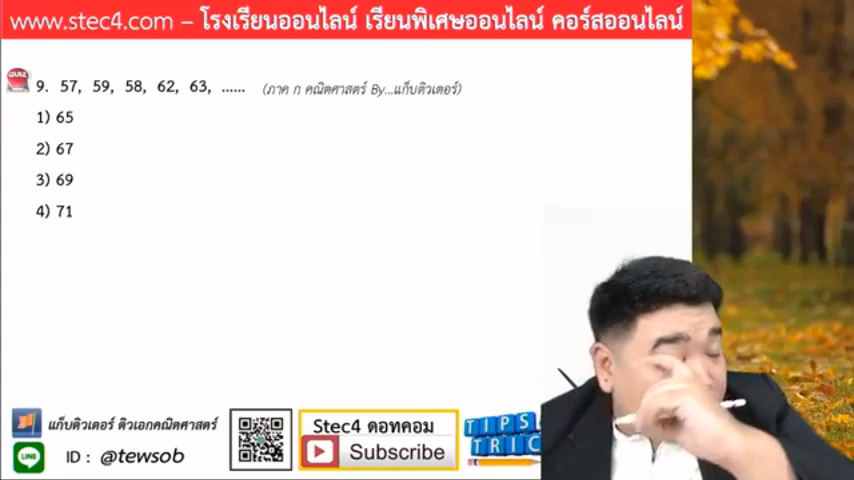 www.stec4.com – โรงเรียนออนไลน์ เรียนพิเศษออนไลน์ คอร์สออนไลน์
QUIZ
9. 57, 59, 58, 62, 63, ...... (ภาค ก คณิตศาสตร์ By...แก็บติวเตอร์)
1) 65
2) 67
3) 69
4) 71
แก็บติวเตอร์ ติวเอกคณิตศาสตร์
LINE ID : @tewsob
Stec4 ดอทคอม
Subscribe
TIPS
TRIC